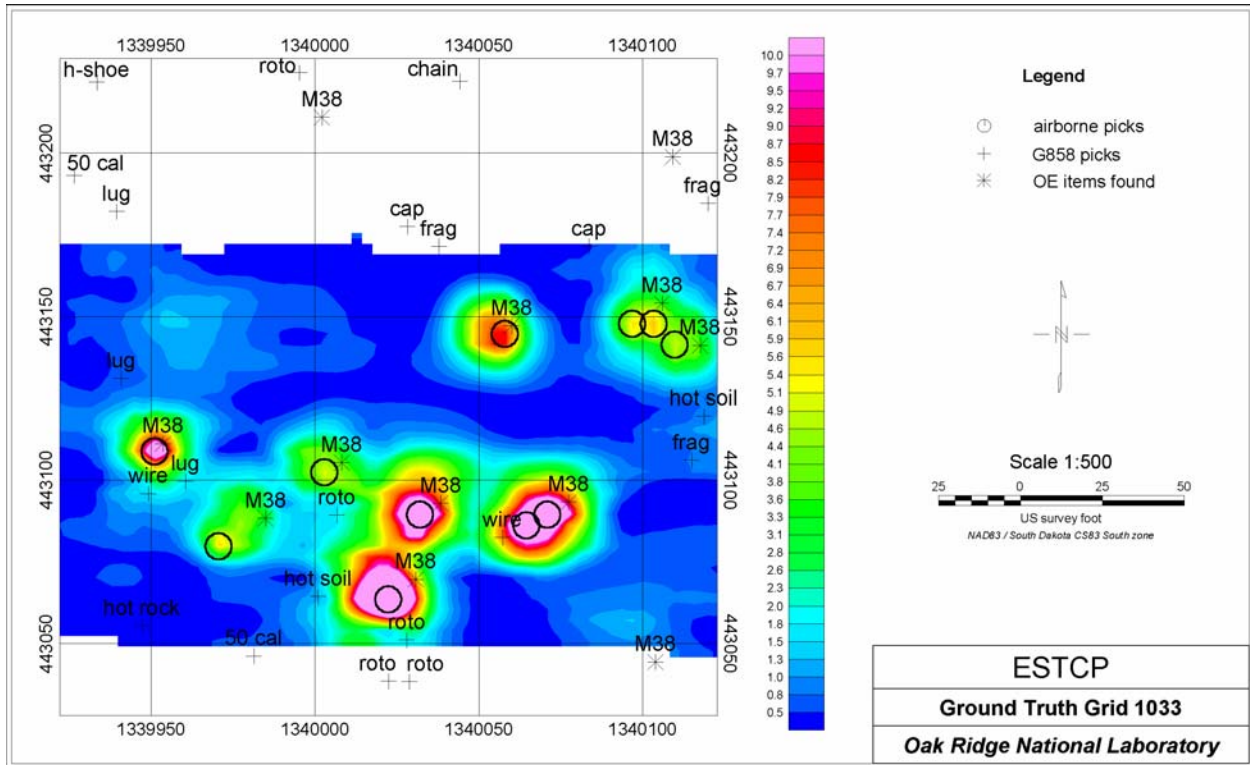 1339950 1340000 1340050 1340100
h-shoe roto chain
M38
M38
443200 443200
50 cal
lug frag
cap frag cap
M38
M38
443150 M38 443150
lug
hot soil
M38
M38 frag
lug
wire
443100 M38 M38 443100
roto
M38 wire
M38
hot soil
hot rock roto
443050 50 cal M38 443050
roto roto
1339950 1340000 1340050 1340100
10.0
9.7
9.5
9.2
9.0
8.7
8.5
8.2
7.9
7.7
7.4
7.2
6.9
6.7
6.4
6.1
5.9
5.6
5.4
5.1
4.9
4.6
4.4
4.1
3.8
3.6
3.3
3.1
2.8
2.6
2.3
2.0
1.8
1.5
1.3
1.0
0.8
0.5
Legend
airborne picks
G858 picks
OE items found
N
Scale 1:500
25 0 25 50
US survey foot
NAD83 / South Dakota CS83 South zone
ESTCP
Ground Truth Grid 1033
Oak Ridge National Laboratory